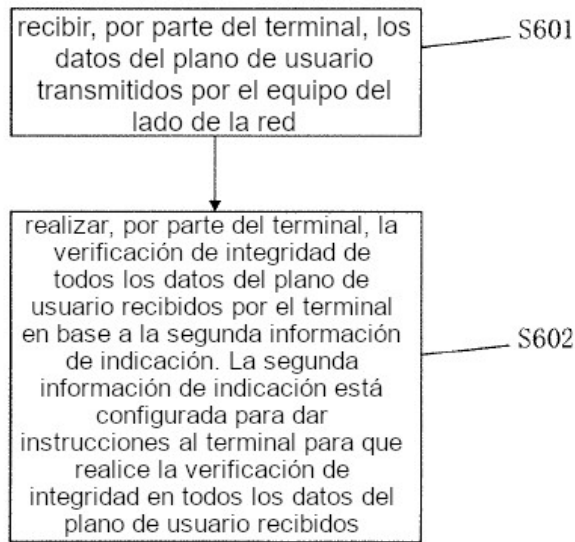 recibir, por parte del terminal, los
datos del plano de usuario
transmitidos por el equipo del
lado de la red
S601
realizar, por parte del terminal, la
verificación de integridad de
todos los datos del plano de
usuario recibidos por el terminal
en base a la segunda información
de indicación. La segunda
información de indicación está
configurada para dar
instrucciones al terminal para que
realice la verificación de
integridad en todos los datos del
plano de usuario recibidos
S602